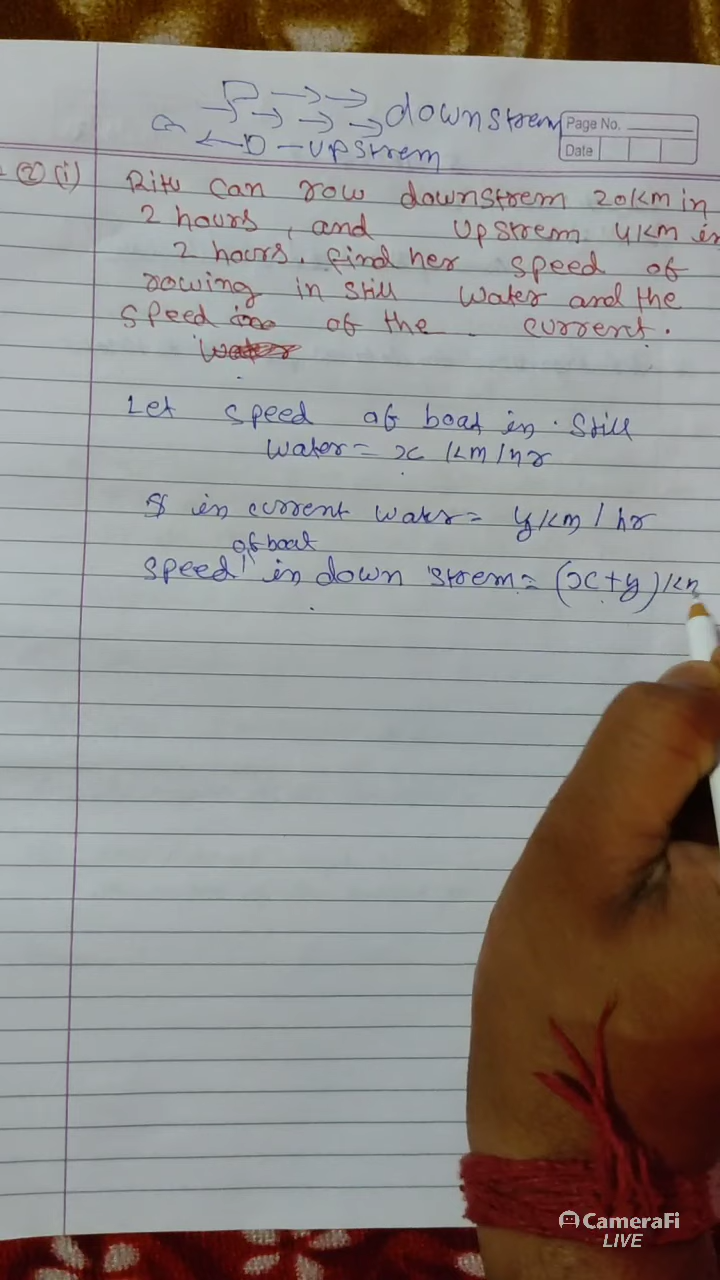 downstrem
Page No.
Date
upstrem
② (i) Ritu can row downstrem 20km in
2 hours, and upstrem 4km in
2 hours. find her speed of
rowing in still water and the
speed of the current.
Let speed of boat in still
water = x km/hr
in current water = y km/hr
of boat
speed in down strem = (x+y) km
CameraFi
LIVE